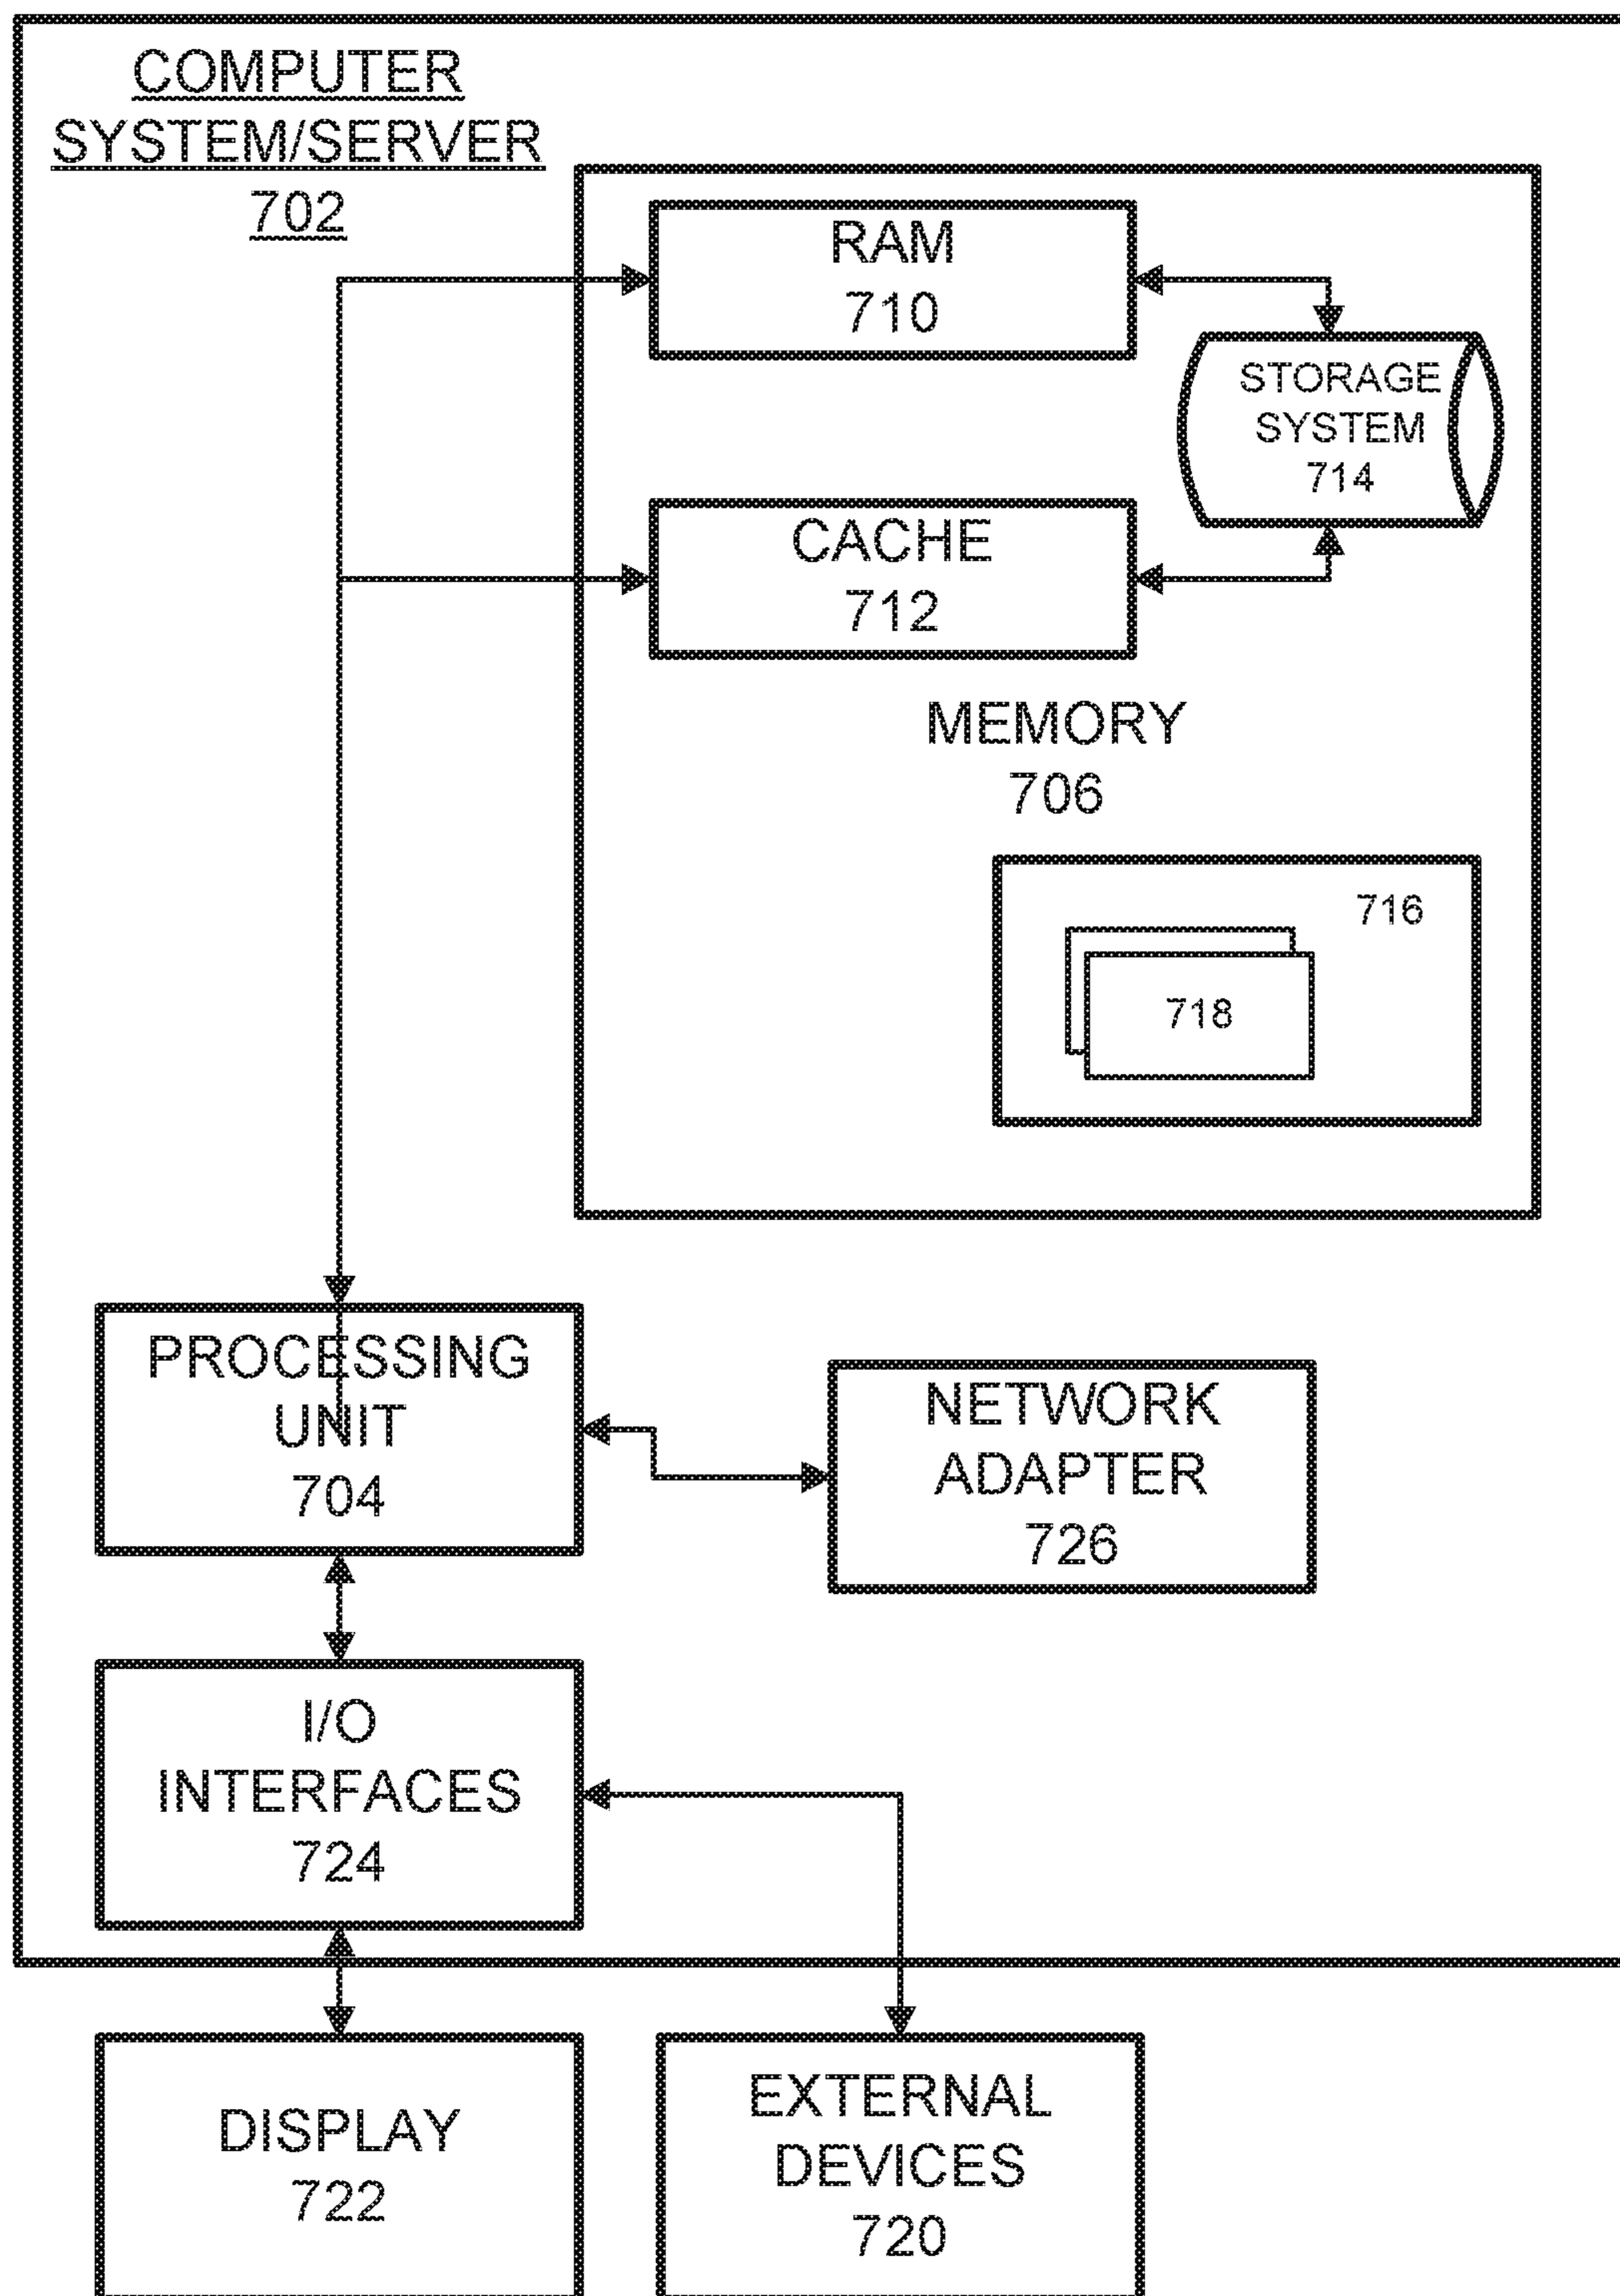 COMPUTER
SYSTEM/SERVER
702
RAM
710
STORAGE
SYSTEM
714
CACHE
712
MEMORY
706
716
718
PROCESSING
UNIT
704
NETWORK
ADAPTER
726
I/O
INTERFACES
724
DISPLAY
722
EXTERNAL
DEVICES
720